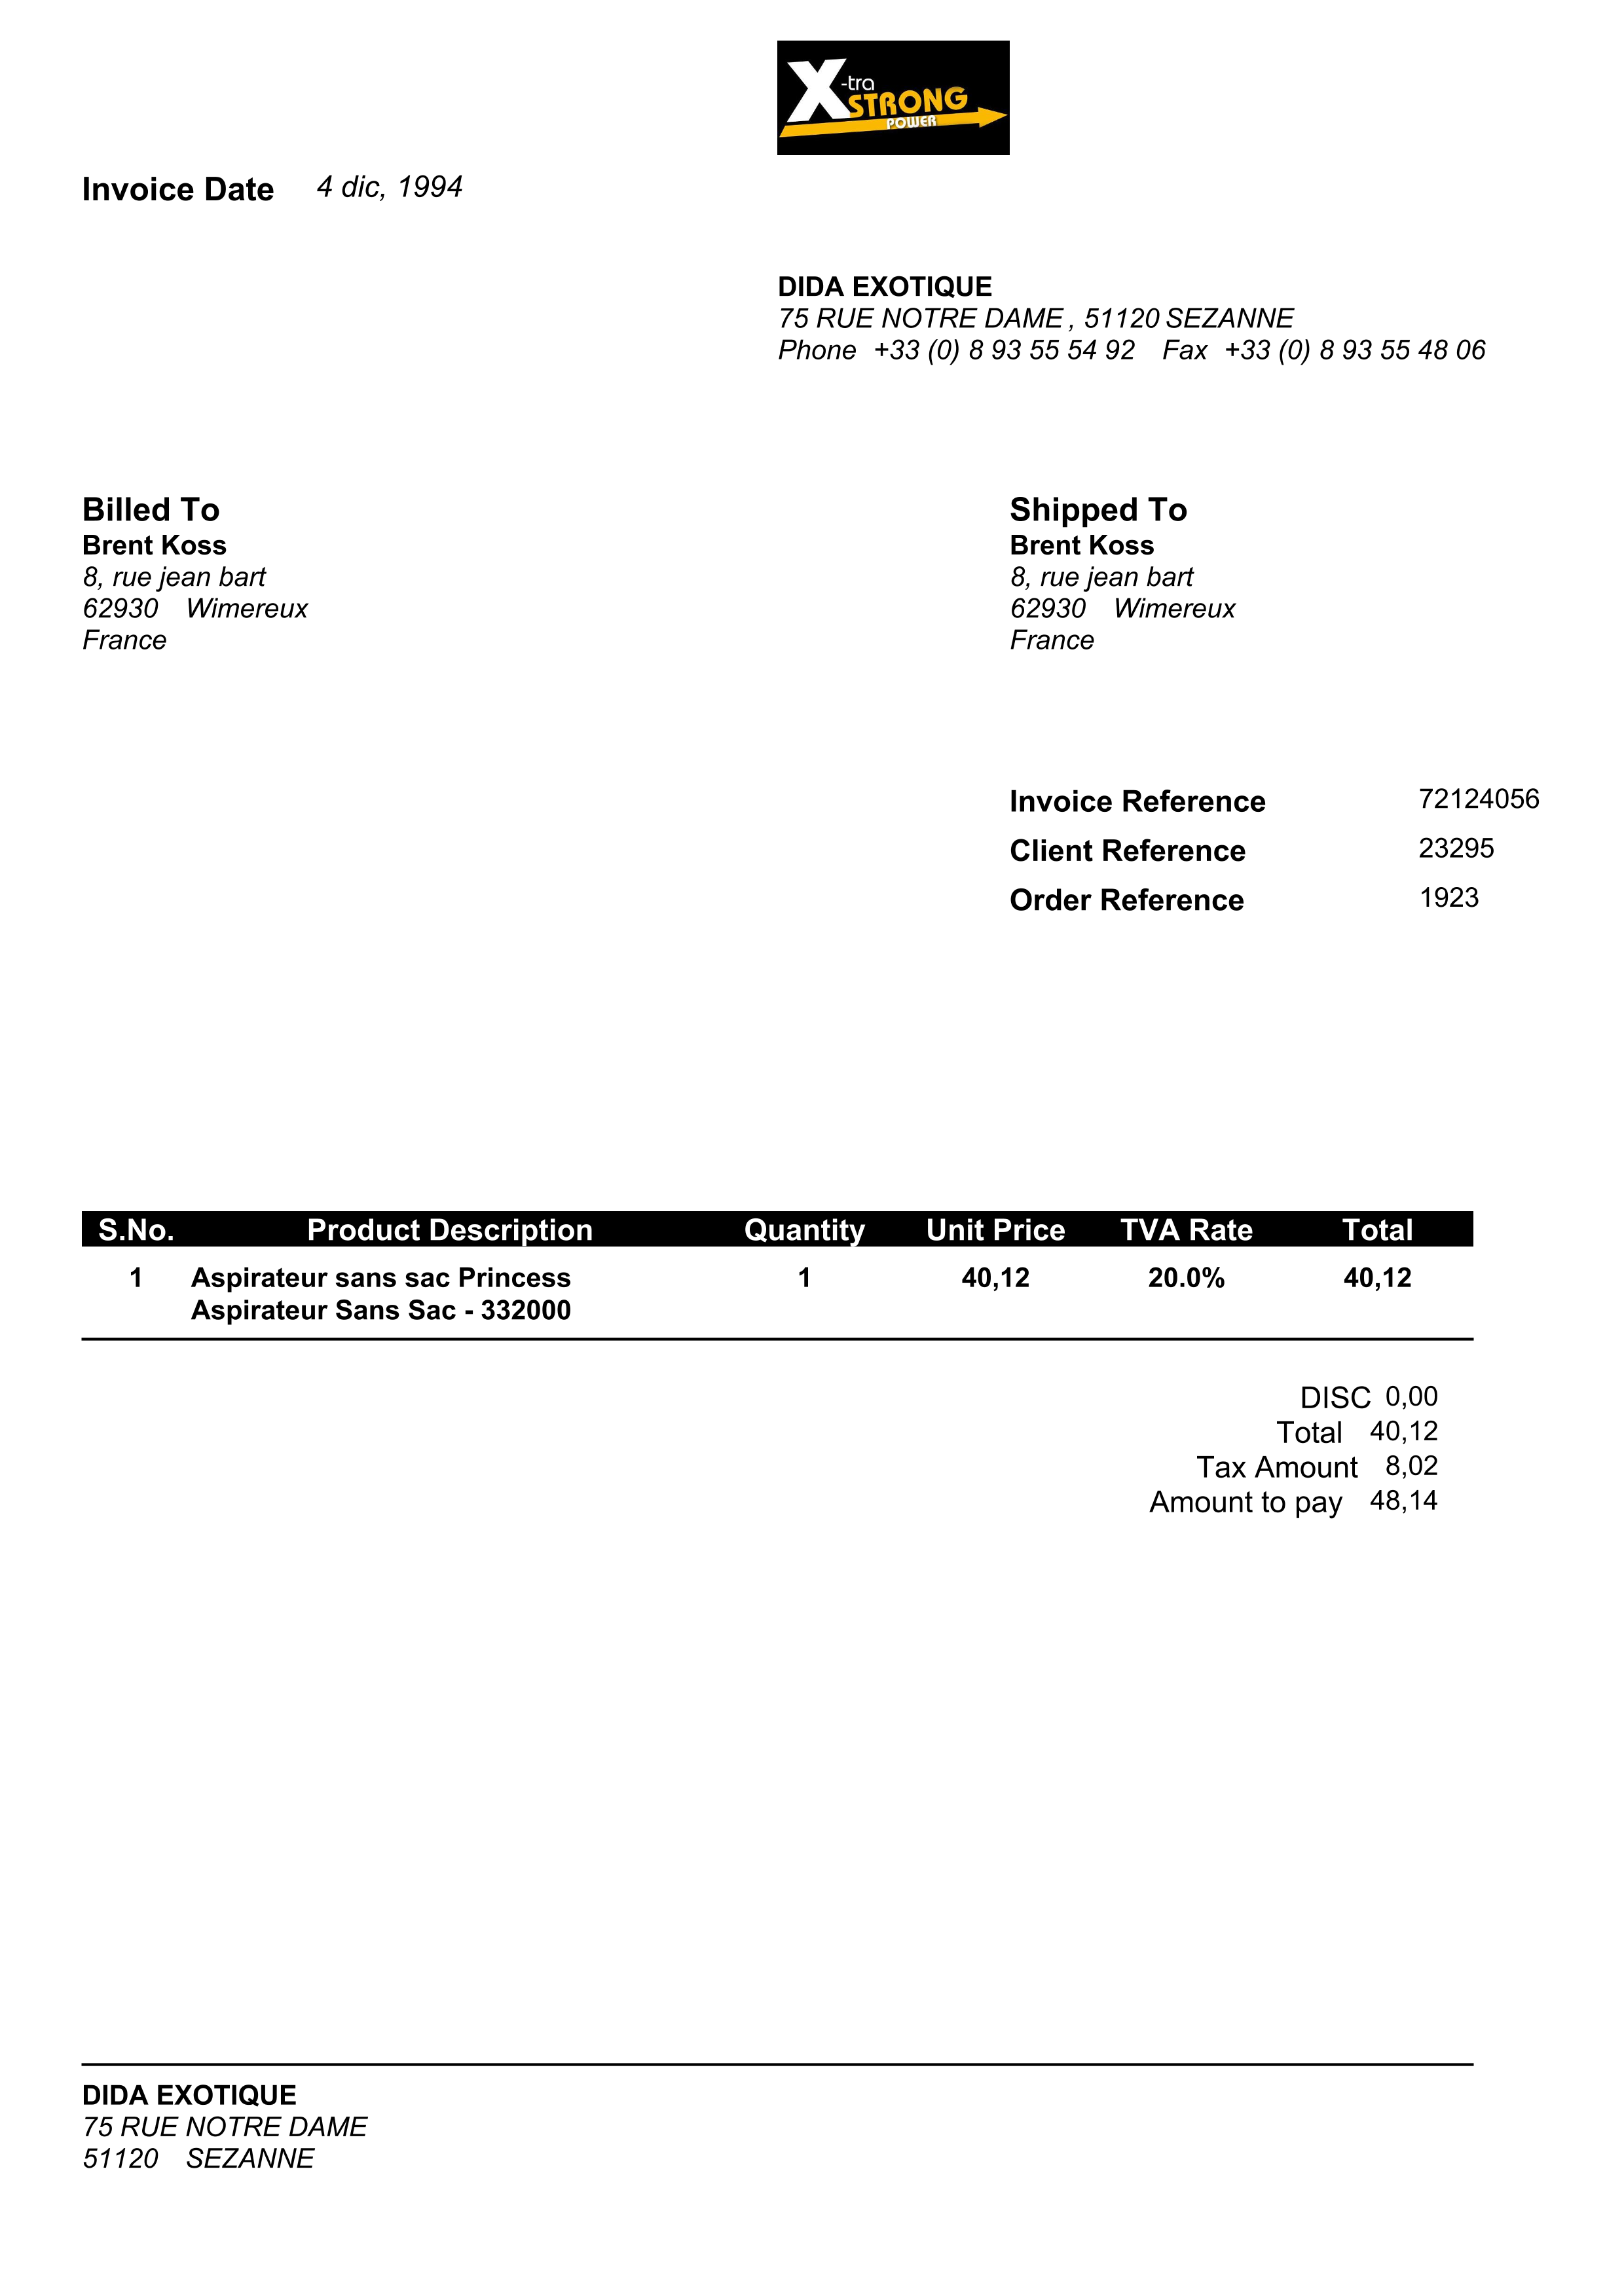 X-tra
STRONG
POWER
Invoice Date 4 dic, 1994
DIDA EXOTIQUE
75 RUE NOTRE DAME , 51120 SEZANNE
Phone +33 (0) 8 93 55 54 92 Fax +33 (0) 8 93 55 48 06
Billed To
Brent Koss
8, rue jean bart
62930 Wimereux
France
Shipped To
Brent Koss
8, rue jean bart
62930 Wimereux
France
Invoice Reference 72124056
Client Reference 23295
Order Reference 1923
S.No. Product Description Quantity Unit Price TVA Rate Total
1 Aspirateur sans sac Princess 1 40,12 20.0% 40,12
Aspirateur Sans Sac - 332000
DISC 0,00
Total 40,12
Tax Amount 8,02
Amount to pay 48,14
DIDA EXOTIQUE
75 RUE NOTRE DAME
51120 SEZANNE